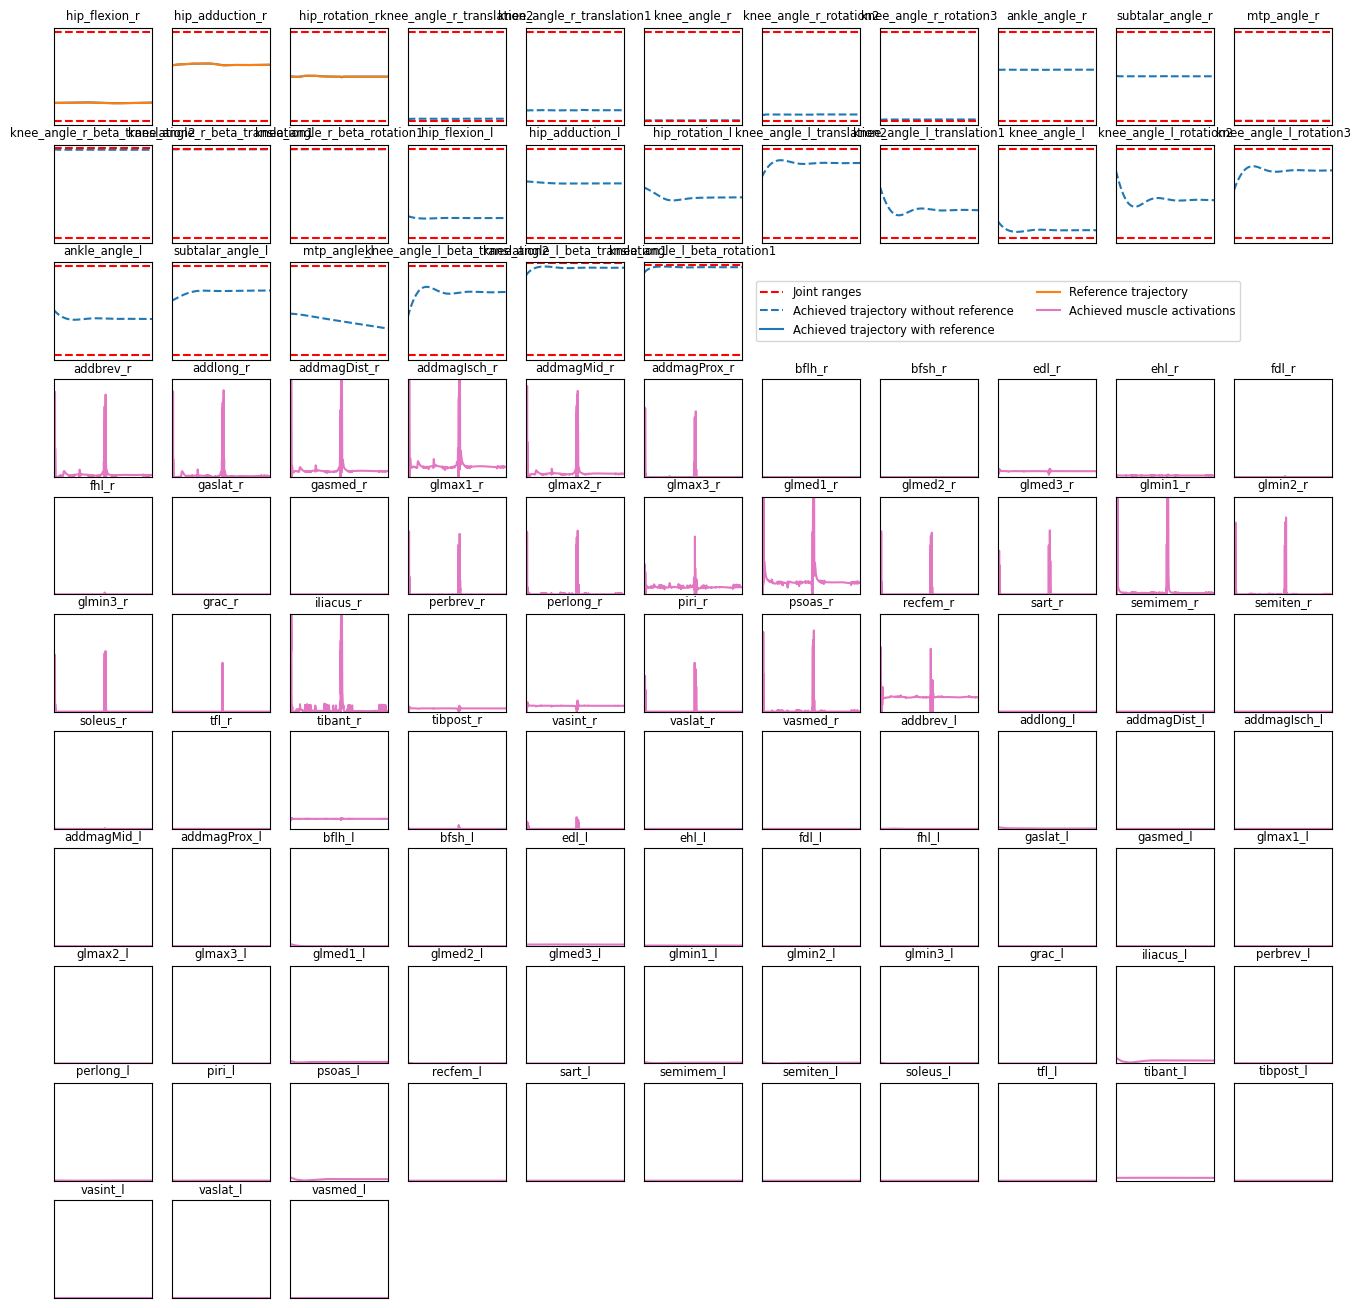 hip_flexion_r hip_adduction_r hip_rotation_r knee_angle_r_translation2 knee_angle_r_translation1 knee_angle_r knee_angle_r_rotation2 knee_angle_r_rotation3 ankle_angle_r subtalar_angle_r mtp_angle_r
knee_angle_r_beta_translation2 knee_angle_r_beta_translation1 knee_angle_r_beta_rotation1 hip_flexion_l hip_adduction_l hip_rotation_l knee_angle_l_translation2 knee_angle_l_translation1 knee_angle_l knee_angle_l_rotation2 knee_angle_l_rotation3
ankle_angle_l subtalar_angle_l mtp_angle_l knee_angle_l_beta_translation2 knee_angle_l_beta_translation1 knee_angle_l_beta_rotation1
Joint ranges
Achieved trajectory without reference
Achieved trajectory with reference
Reference trajectory
Achieved muscle activations
addbrev_r addlong_r addmagDist_r addmagIsch_r addmagMid_r addmagProx_r bflh_r bfsh_r edl_r ehl_r fdl_r
fhl_r gaslat_r gasmed_r glmax1_r glmax2_r glmax3_r glmed1_r glmed2_r glmed3_r glmin1_r glmin2_r
glmin3_r grac_r iliacus_r perbrev_r perlong_r piri_r psoas_r recfem_r sart_r semimem_r semiten_r
soleus_r tfl_r tibant_r tibpost_r vasint_r vaslat_r vasmed_r addbrev_l addlong_l addmagDist_l addmagIsch_l
addmagMid_l addmagProx_l bflh_l bfsh_l edl_l ehl_l fdl_l fhl_l gaslat_l gasmed_l glmax1_l
glmax2_l glmax3_l glmed1_l glmed2_l glmed3_l glmin1_l glmin2_l glmin3_l grac_l iliacus_l perbrev_l
perlong_l piri_l psoas_l recfem_l sart_l semimem_l semiten_l soleus_l tfl_l tibant_l tibpost_l
vasint_l vaslat_l vasmed_l